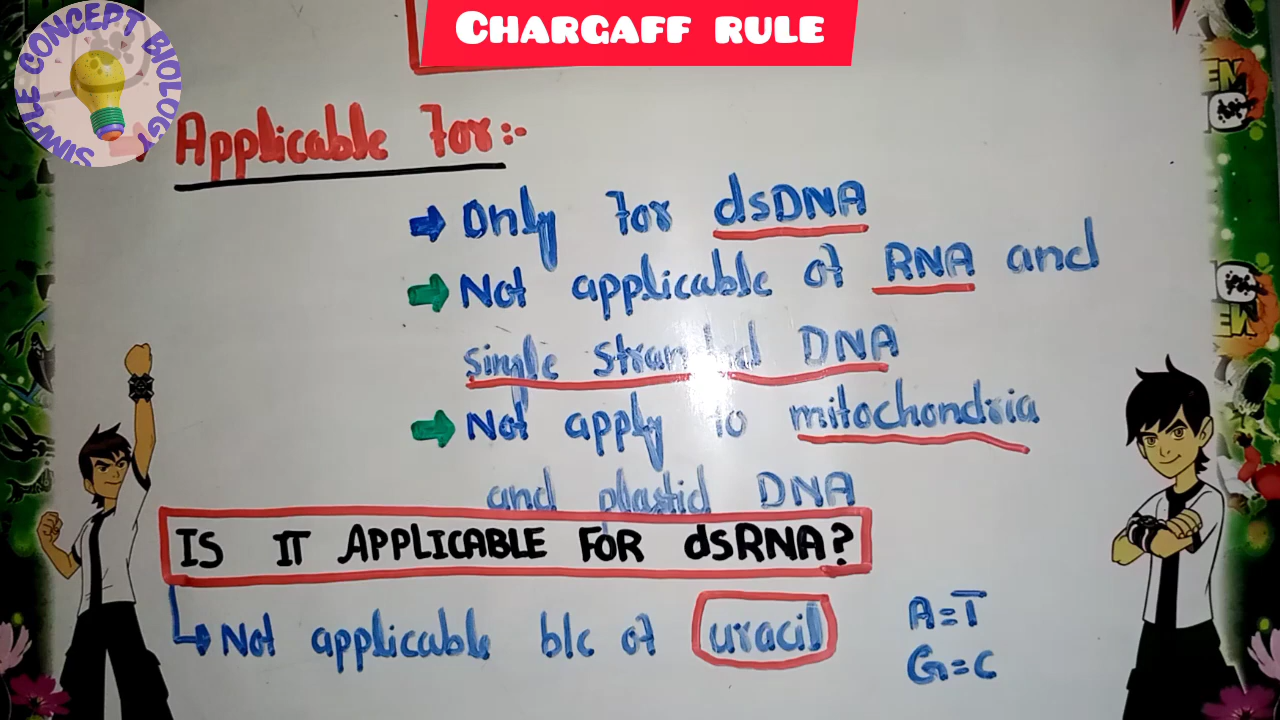 CHARGAFF RULE
SIMPLE CONCEPT BIOLOGY
Applicable For:-
Only for dsDNA
Not applicable of RNA and
single stranded DNA
Not apply to mitochondria
and plastid DNA
IS IT APPLICABLE FOR dsRNA?
Not applicable b/c of uracil
A=T
G=C